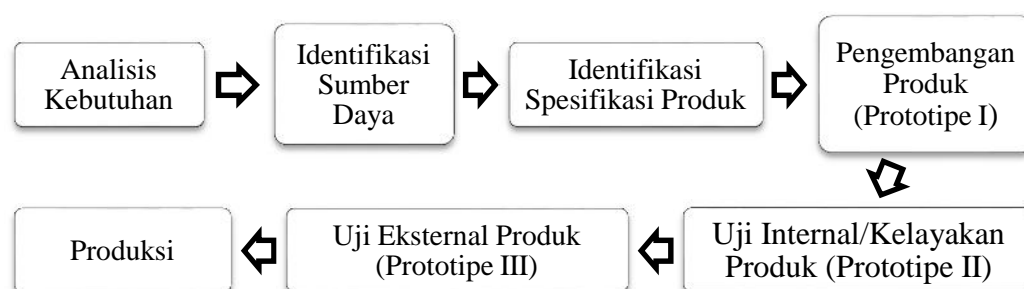 Analisis
Kebutuhan
Identifikasi
Sumber
Daya
Identifikasi
Spesifikasi Produk
Pengembangan
Produk
(Prototipe I)
Uji Internal/Kelayakan
Produk (Prototipe II)
Uji Eksternal Produk
(Prototipe III)
Produksi